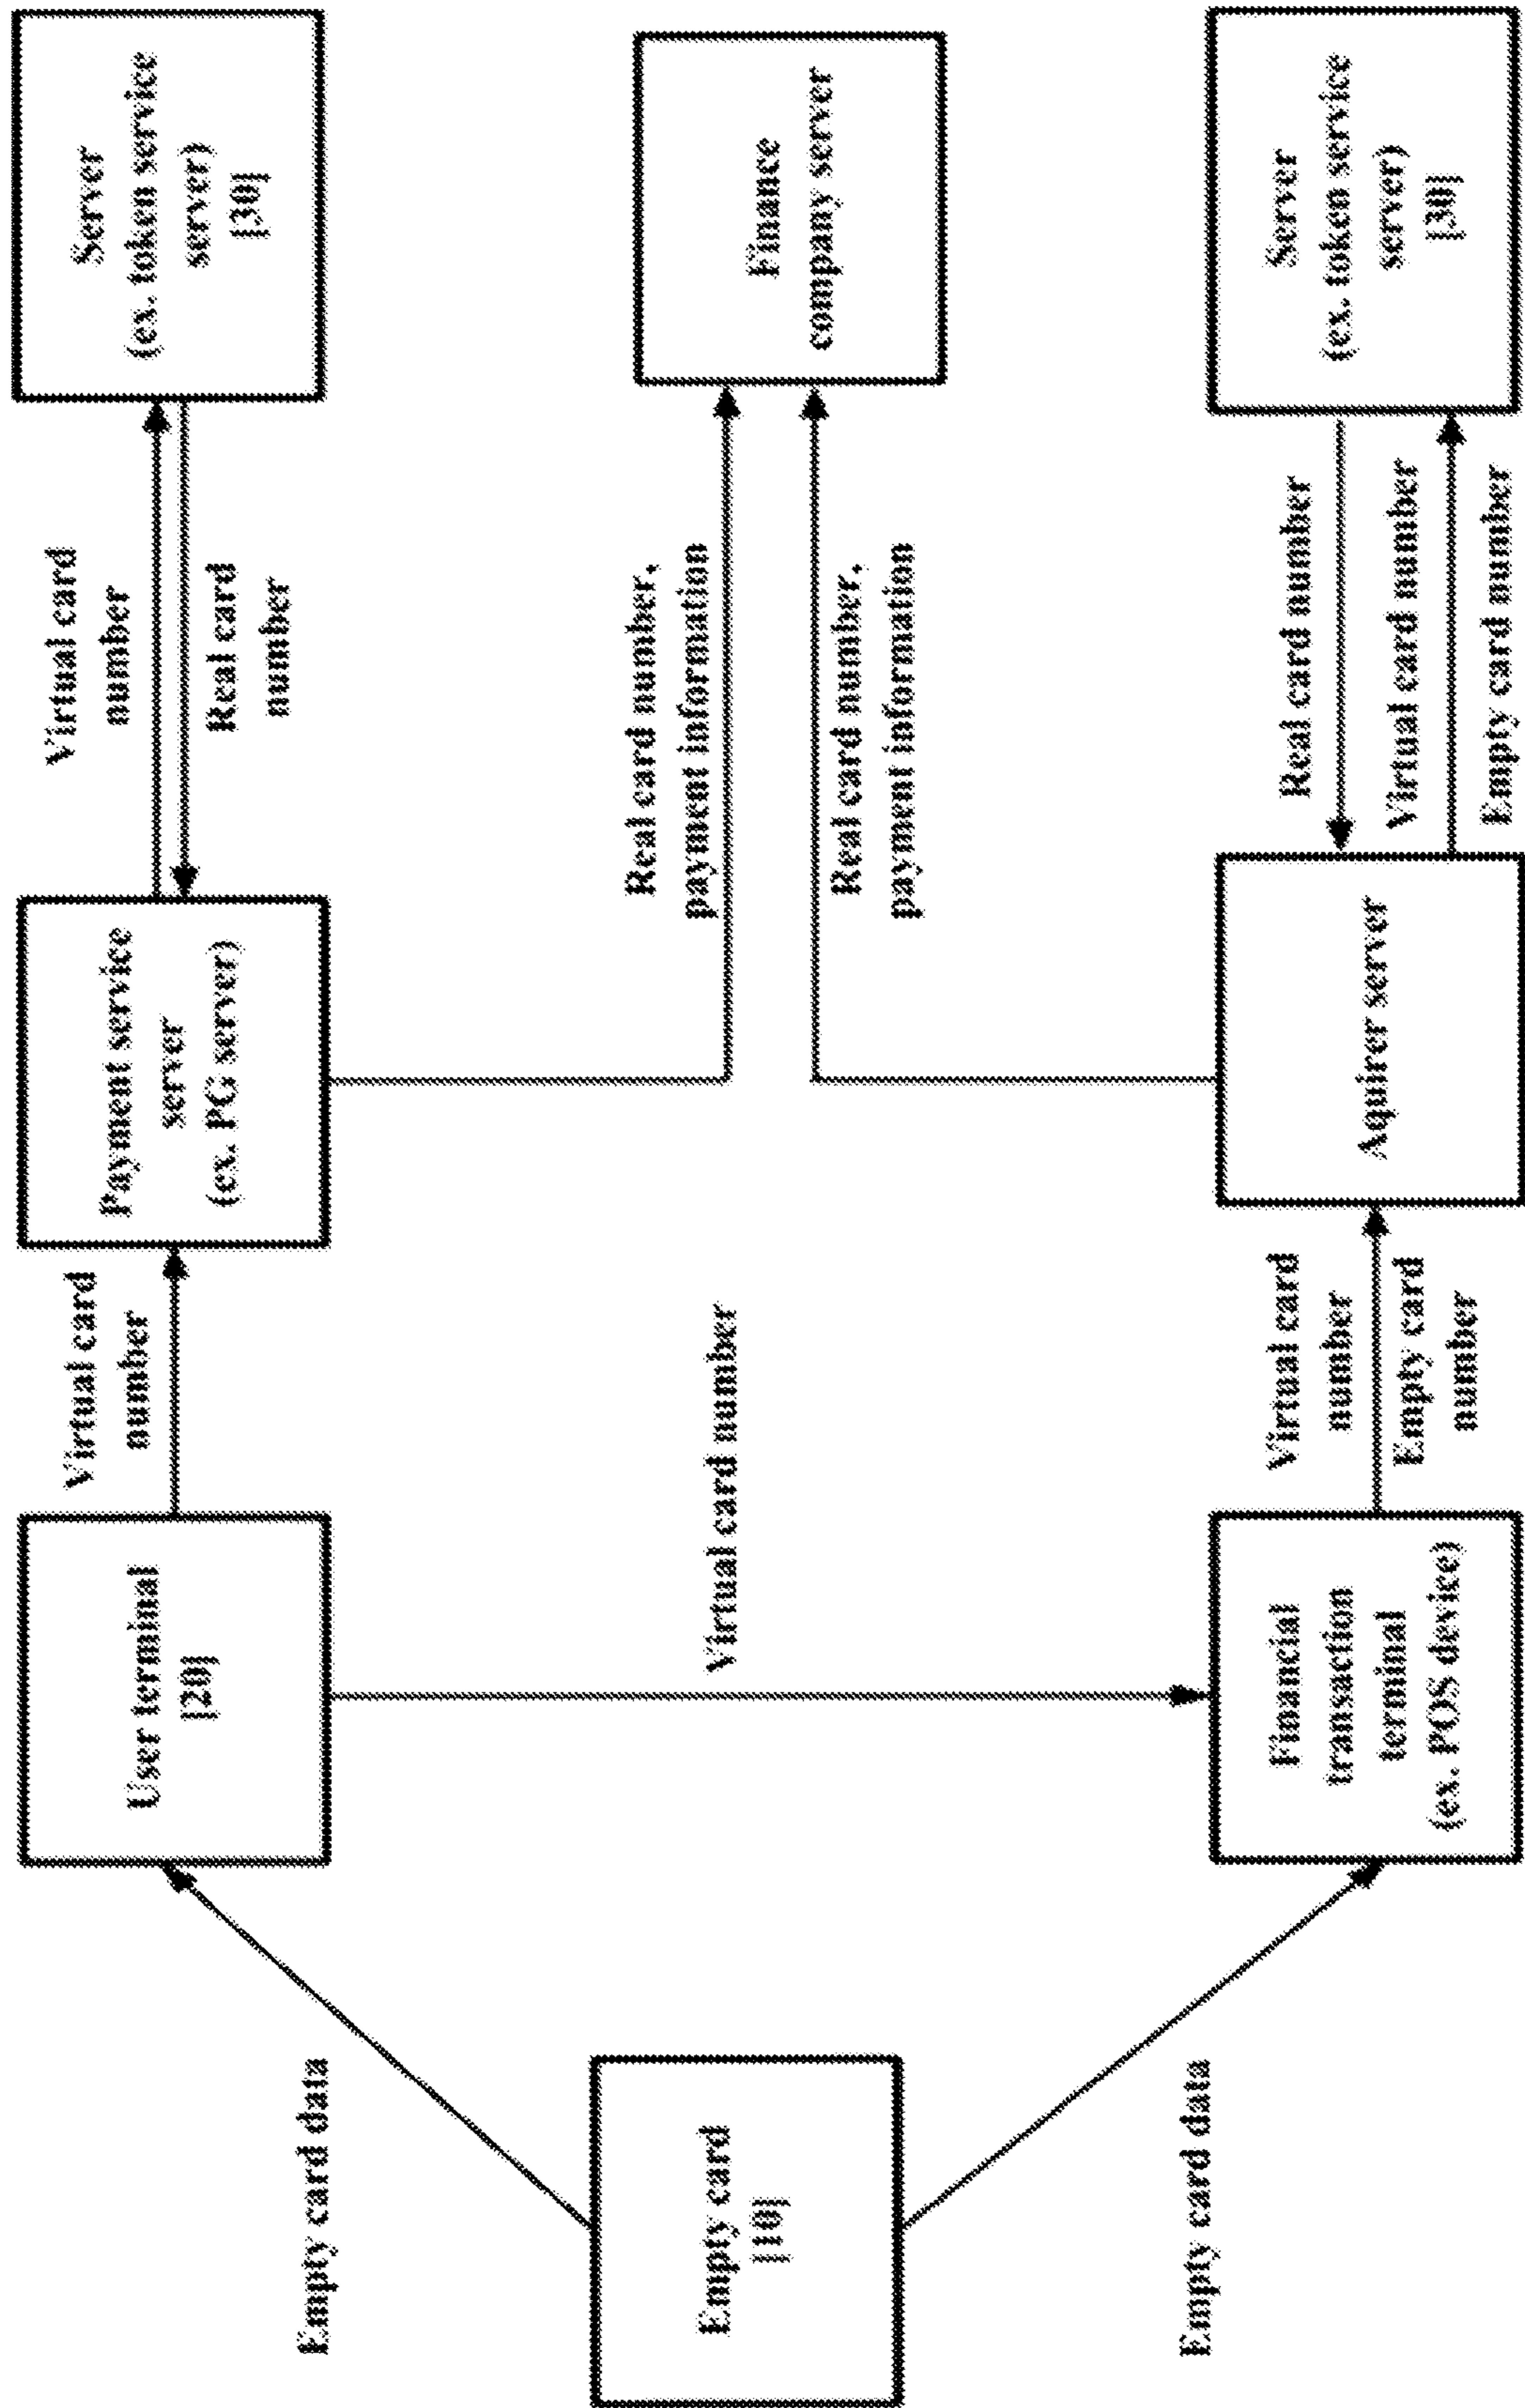 Empty card
[10]
Empty card data
Empty card data
User terminal
[20]
Virtual card number
Financial
transaction
terminal
(ex. POS device)
Virtual card
number
Virtual card
number
Empty card
number
Payment service
server
(ex. PG server)
Aquirer server
Virtual card
number
Real card
number
Real card number,
payment information
Real card number,
payment information
Real card number
Virtual card number
Empty card number
Server
(ex. token service
server)
[30]
Finance
company server
Server
(ex. token service
server)
[30]